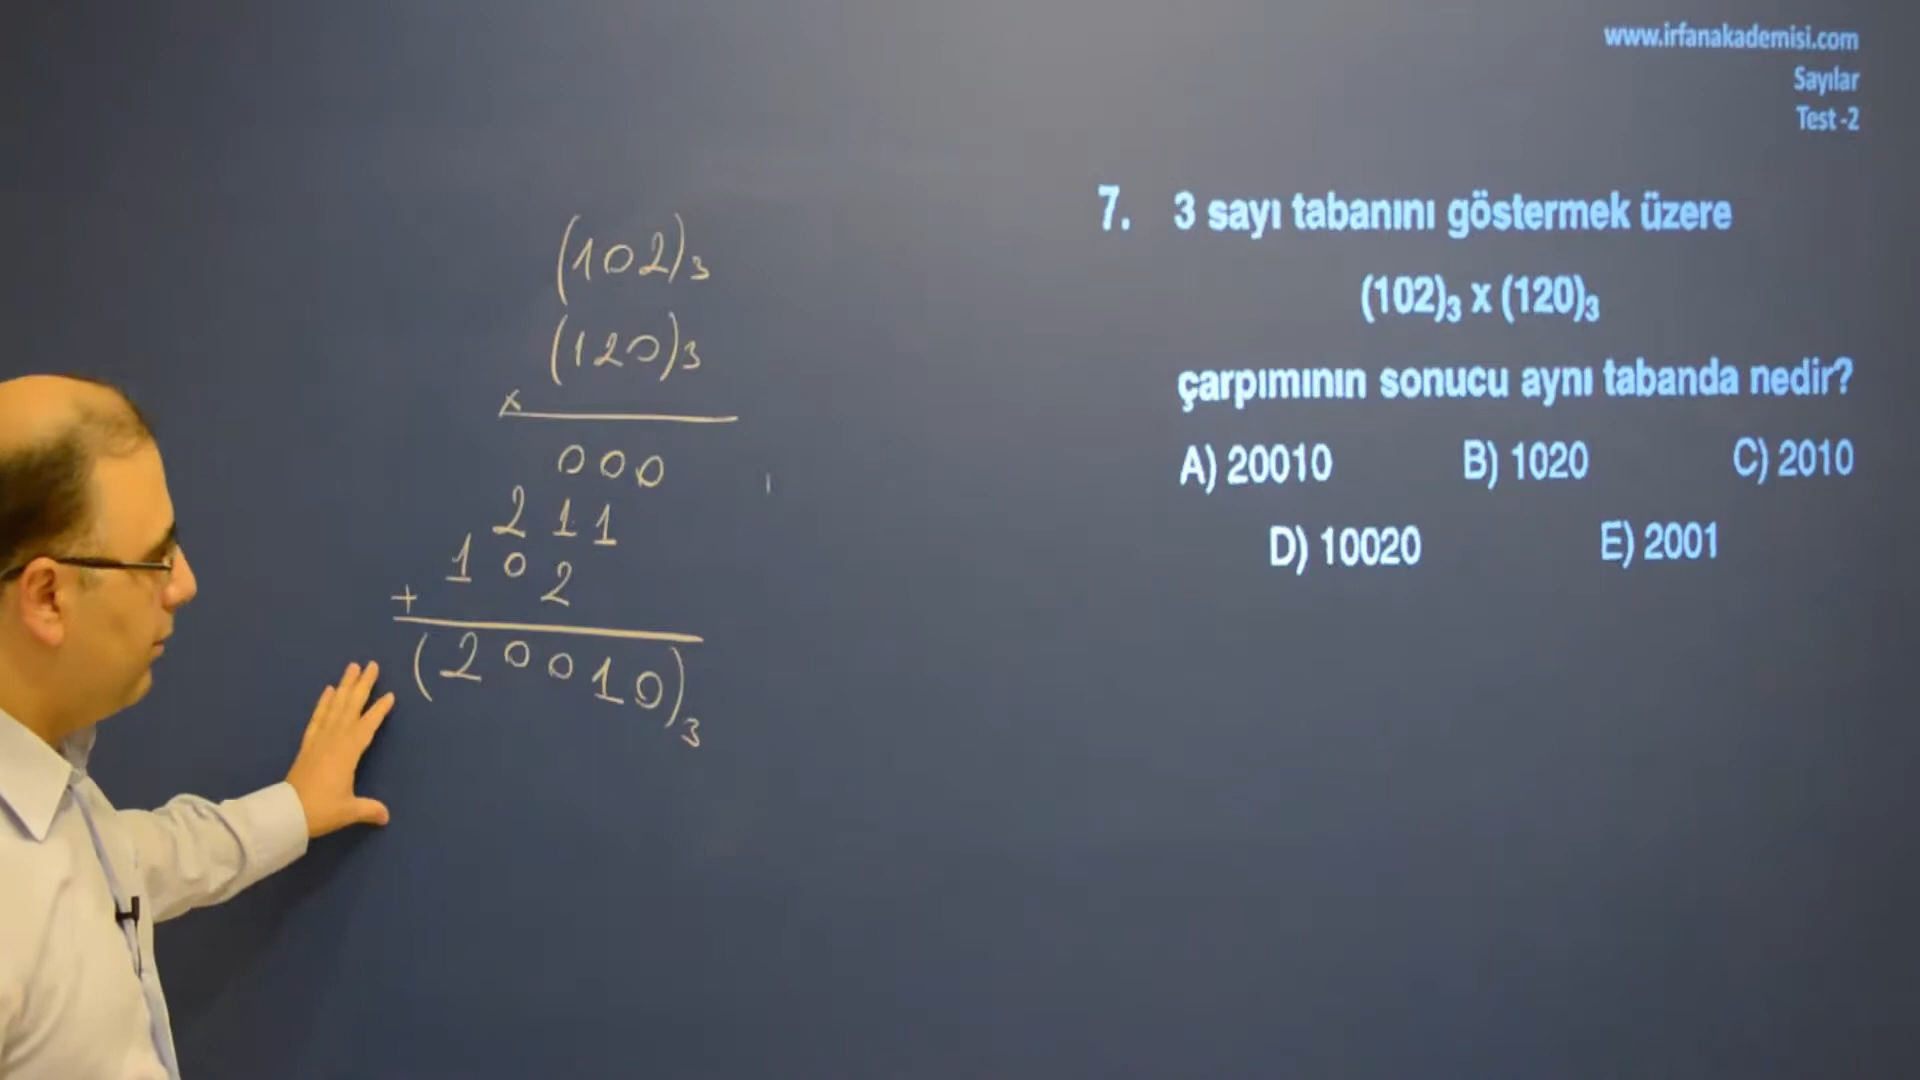 www.irfanakademisi.com
Sayılar
Test -2
7. 3 sayı tabanını göstermek üzere
(102)₃ x (120)₃
çarpımının sonucu aynı tabanda nedir?
A) 20010 B) 1020 C) 2010
D) 10020 E) 2001
(102)₃
(120)₃
x
000
211
102
+
(20010)₃